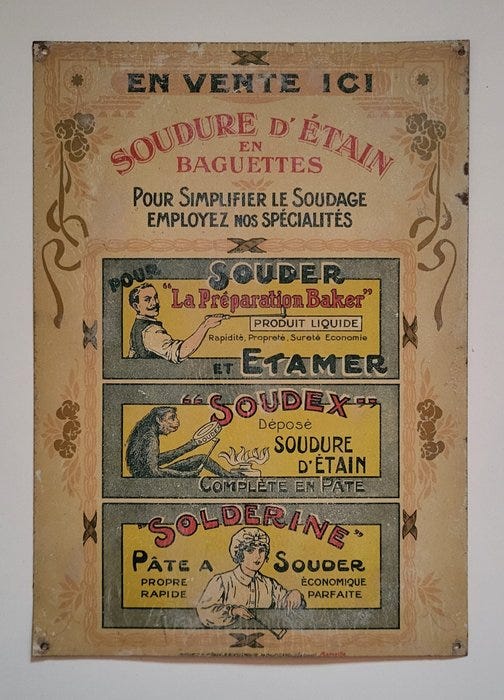 EN VENTE ICI
SOUDURE D'ÉTAIN
EN
BAGUETTES
POUR SIMPLIFIER LE SOUDAGE
EMPLOYEZ NOS SPÉCIALITÉS
POUR SOUDER
"La Préparation Baker"
PRODUIT LIQUIDE
Rapidité, Propreté, Sureté Economie
ET ETAMER
"SOUDEX"
Déposé
SOUDURE
D'ÉTAIN
COMPLÈTE EN PÂTE
"SOLDERINE"
PÂTE A SOUDER
PROPRE ÉCONOMIQUE
RAPIDE PARFAITE
Marseille